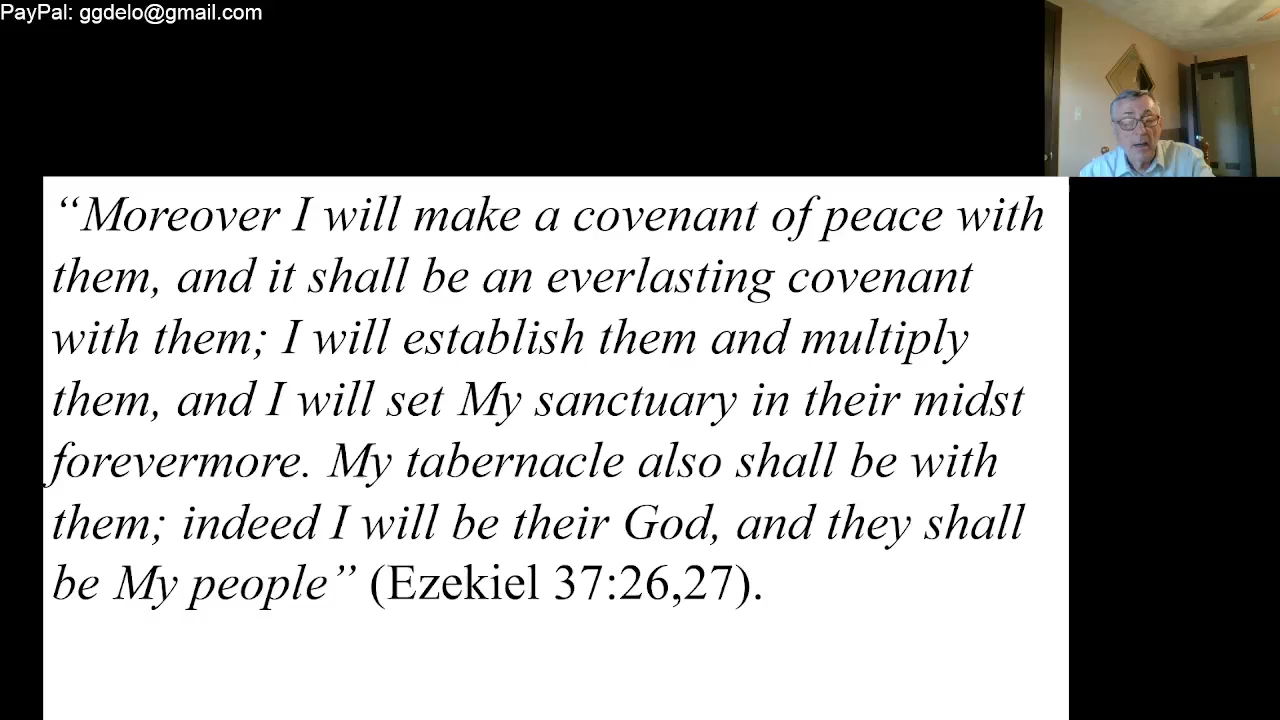 PayPal: ggdelo@gmail.com
“Moreover I will make a covenant of peace with
them, and it shall be an everlasting covenant
with them; I will establish them and multiply
them, and I will set My sanctuary in their midst
forevermore. My tabernacle also shall be with
them; indeed I will be their God, and they shall
be My people” (Ezekiel 37:26,27).